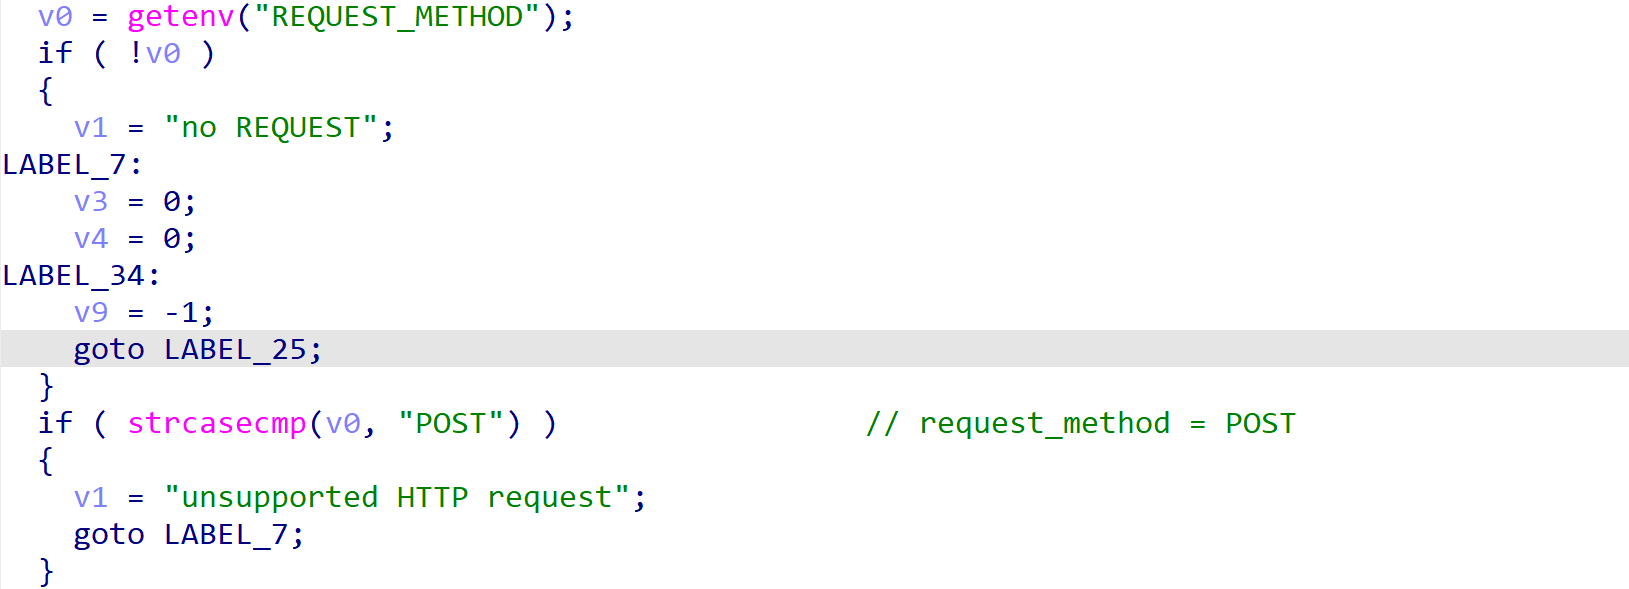 v0 = getenv("REQUEST_METHOD");
if ( !v0 )
{
v1 = "no REQUEST";
LABEL_7:
v3 = 0;
v4 = 0;
LABEL_34:
v9 = -1;
goto LABEL_25;
}
if ( strcasecmp(v0, "POST") ) // request_method = POST
{
v1 = "unsupported HTTP request";
goto LABEL_7;
}